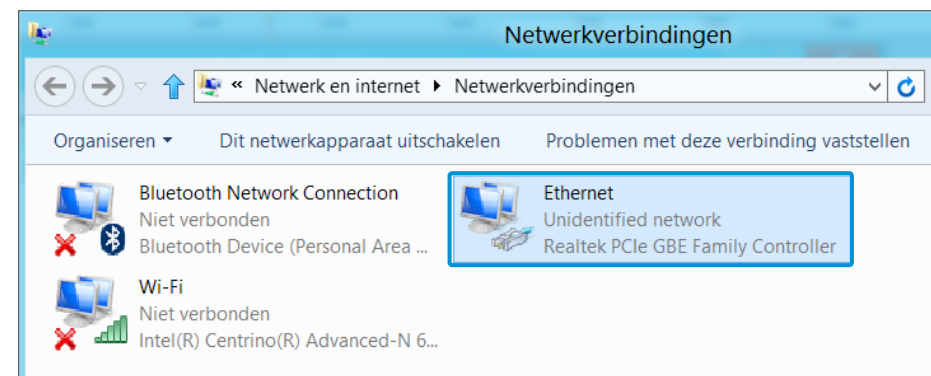 Netwerkverbindingen
« Netwerk en internet Netwerkverbindingen
Organiseren Dit netwerkapparaat uitschakelen Problemen met deze verbinding vaststellen
Bluetooth Network Connection
Niet verbonden
Bluetooth Device (Personal Area ...
Ethernet
Unidentified network
Realtek PCIe GBE Family Controller
Wi-Fi
Niet verbonden
Intel(R) Centrino(R) Advanced-N 6...